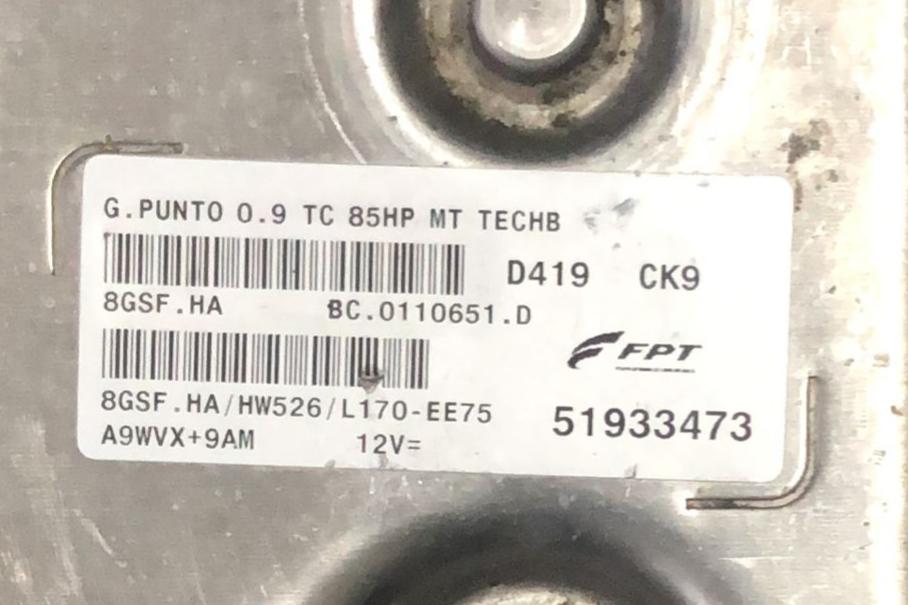 G.PUNTO 0.9 TC 85HP MT TECHB
D419 CK9
8GSF.HA BC.0110651.D
FPT
8GSF.HA/HW526/L170-EE75
51933473
A9WVX+9AM 12V=